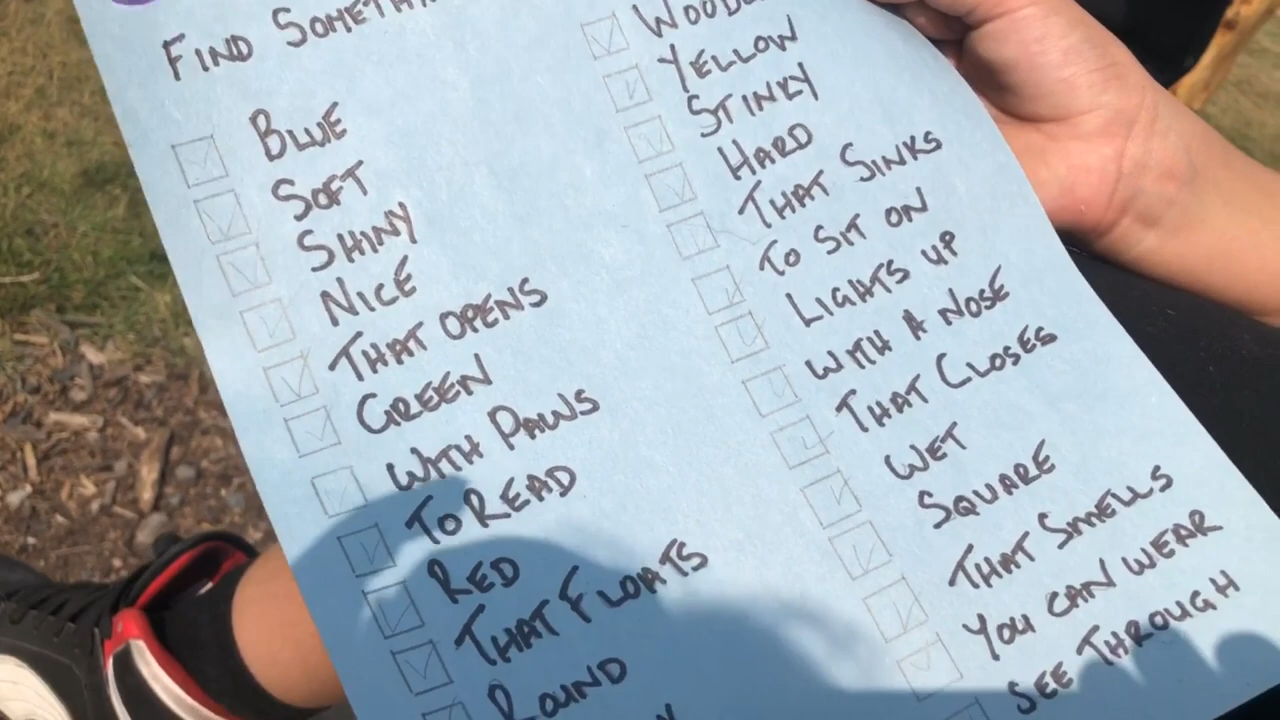 FIND
BLUE
SOFT
SHINY
NICE
THAT OPENS
GREEN
WITH PAWS
TO READ
RED
THAT FLOATS
ROUND
YELLOW
STINKY
HARD
THAT SINKS
TO SIT ON
LIGHTS UP
WITH A NOSE
THAT CLOSES
WET
SQUARE
THAT SMELLS
YOU CAN WEAR
SEE THROUGH